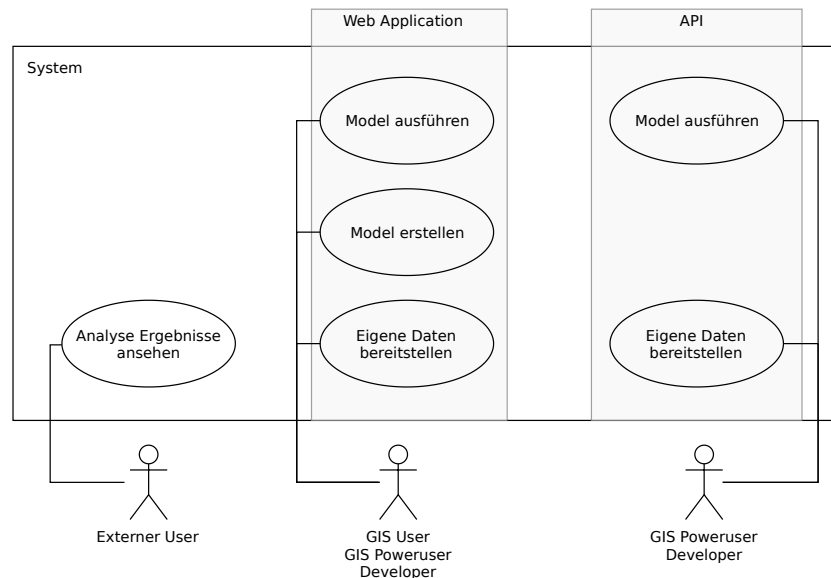 Web Application
API
System
Model ausführen
Model ausführen
Model erstellen
Analyse Ergebnisse
ansehen
Eigene Daten
bereitstellen
Eigene Daten
bereitstellen
Externer User
GIS User
GIS Poweruser
Developer
GIS Poweruser
Developer